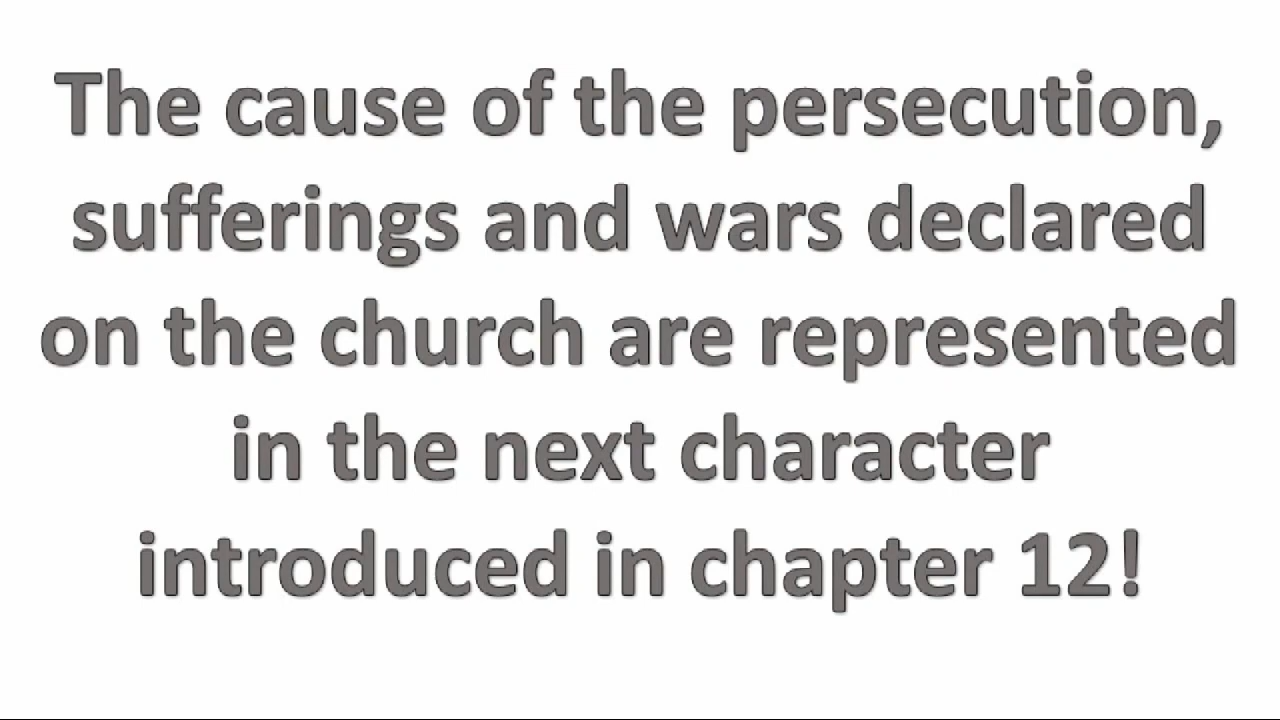 The cause of the persecution,
sufferings and wars declared
on the church are represented
in the next character
introduced in chapter 12!